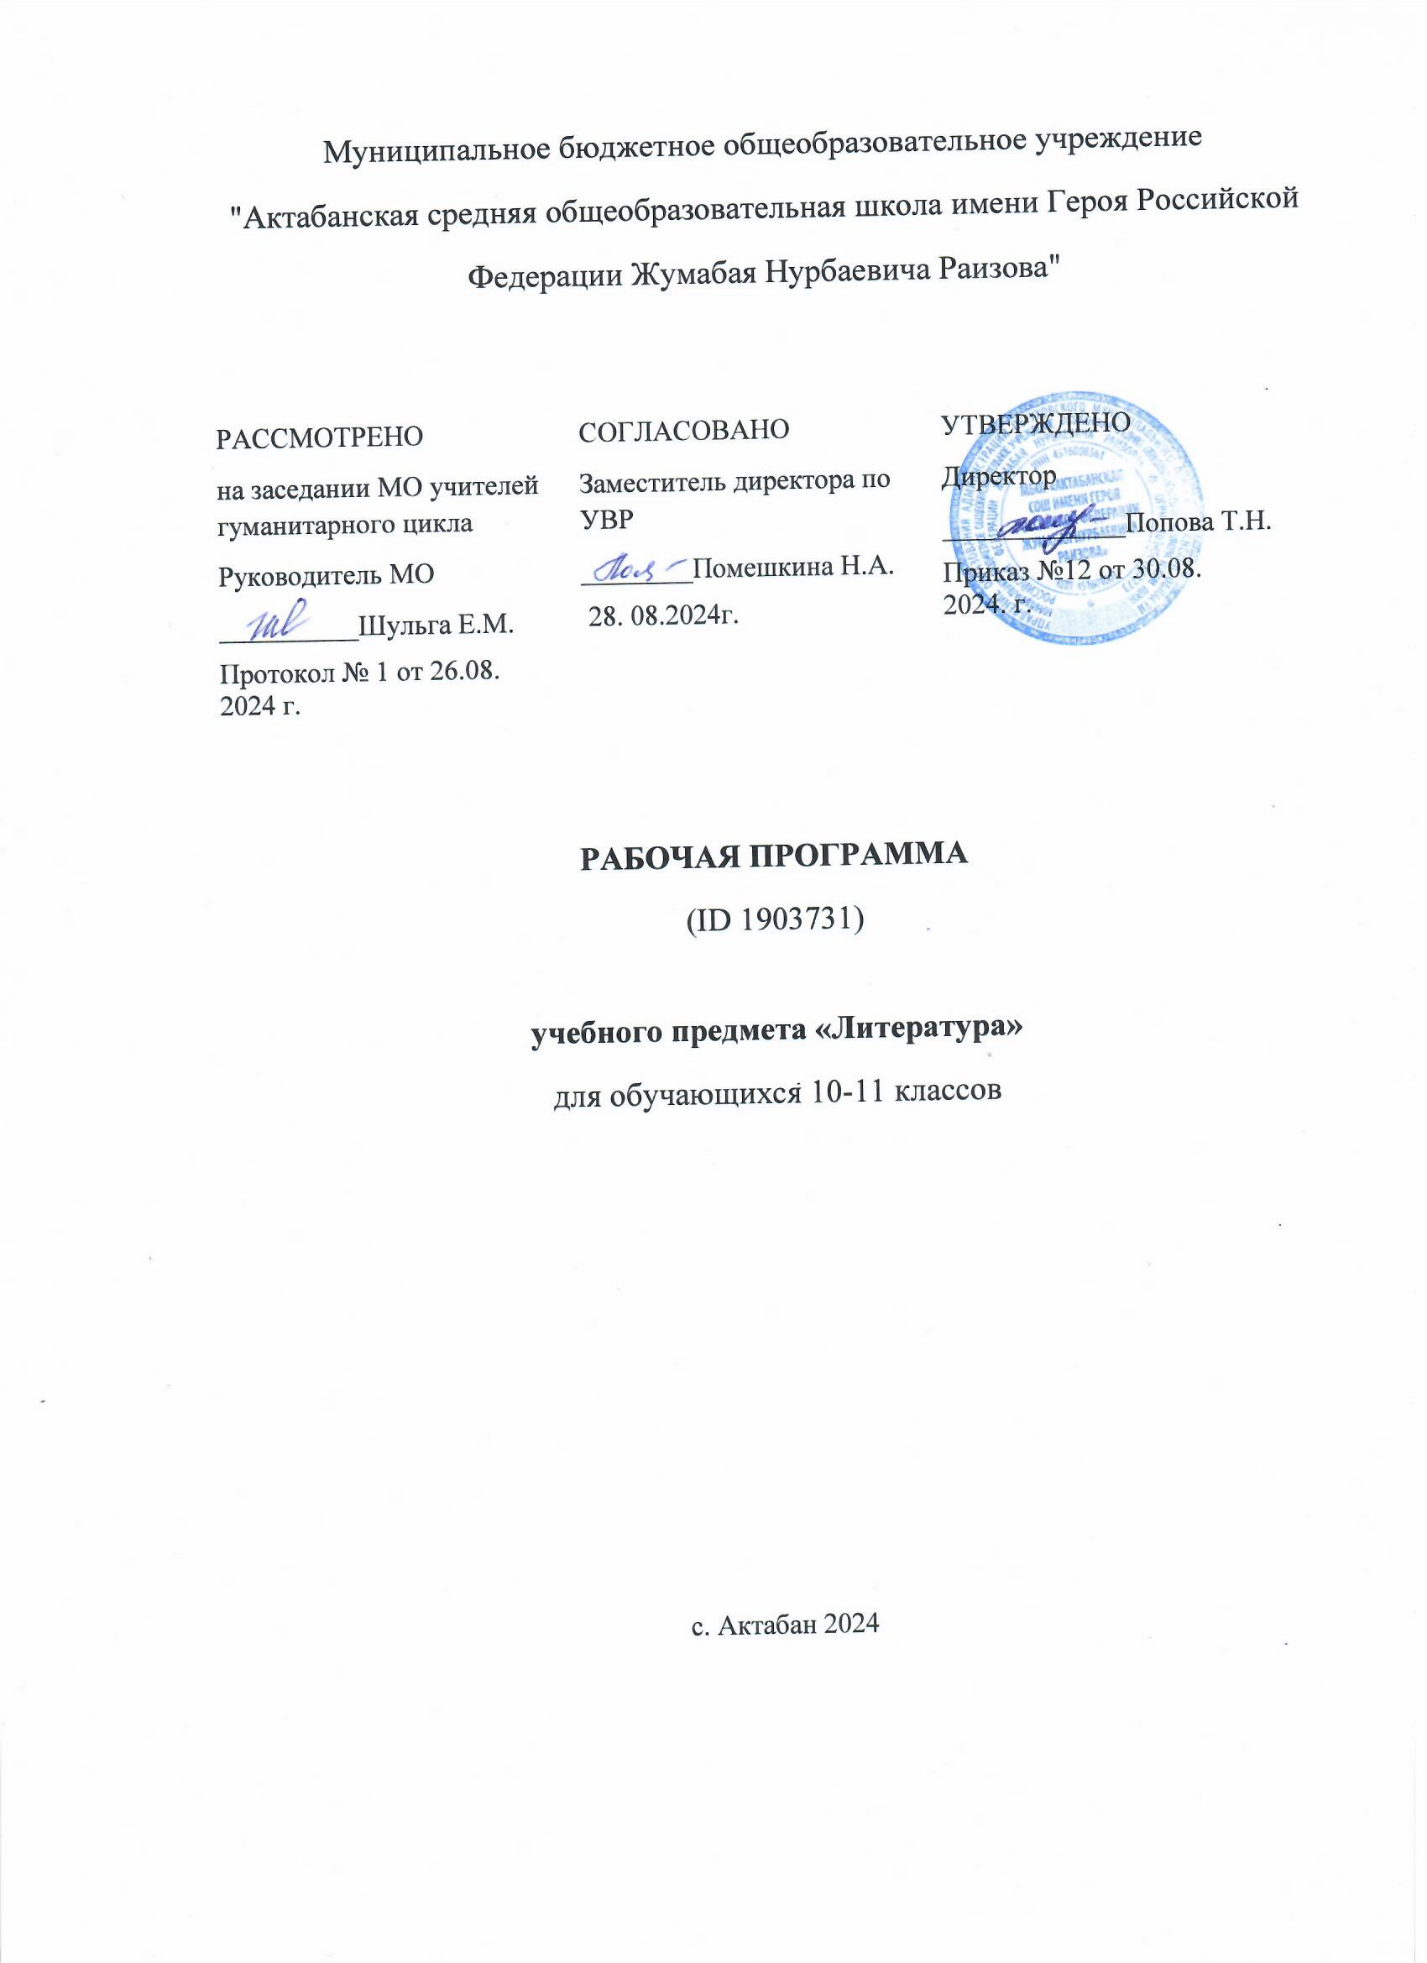 Муниципальное бюджетное общеобразовательное учреждение
"Актабанская средняя общеобразовательная школа имени Героя Российской
Федерации Жумабая Нурбаевича Раизова"
РАССМОТРЕНО
на заседании МО учителей
гуманитарного цикла
Руководитель МО
__________Шульга Е.М.
Протокол № 1 от 26.08.
2024 г.
СОГЛАСОВАНО
Заместитель директора по
УВР
________Помешкина Н.А.
28. 08.2024г.
УТВЕРЖДЕНО
Директор
_____________Попова Т.Н.
Приказ №12 от 30.08.
2024. г.
РАБОЧАЯ ПРОГРАММА
(ID 1903731)
учебного предмета «Литература»
для обучающихся 10-11 классов
с. Актабан 2024